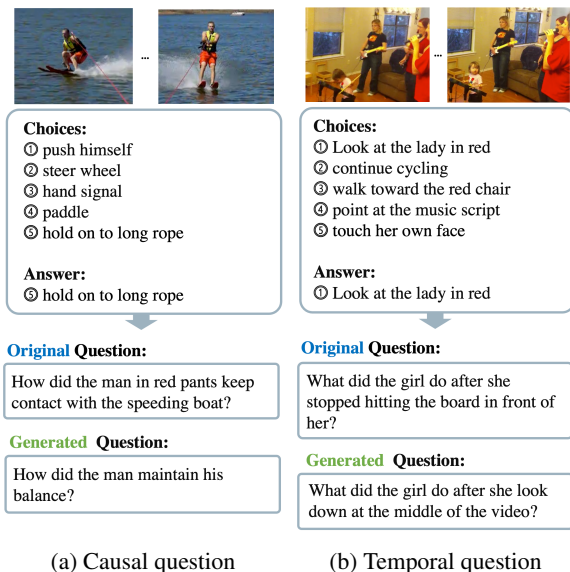 ...
Choices:
① push himself
② steer wheel
③ hand signal
④ paddle
⑤ hold on to long rope
Answer:
⑤ hold on to long rope
Original Question:
How did the man in red pants keep
contact with the speeding boat?
Generated Question:
How did the man maintain his
balance?
(a) Causal question
...
Choices:
① Look at the lady in red
② continue cycling
③ walk toward the red chair
④ point at the music script
⑤ touch her own face
Answer:
① Look at the lady in red
Original Question:
What did the girl do after she
stopped hitting the board in front of
her?
Generated Question:
What did the girl do after she look
down at the middle of the video?
(b) Temporal question